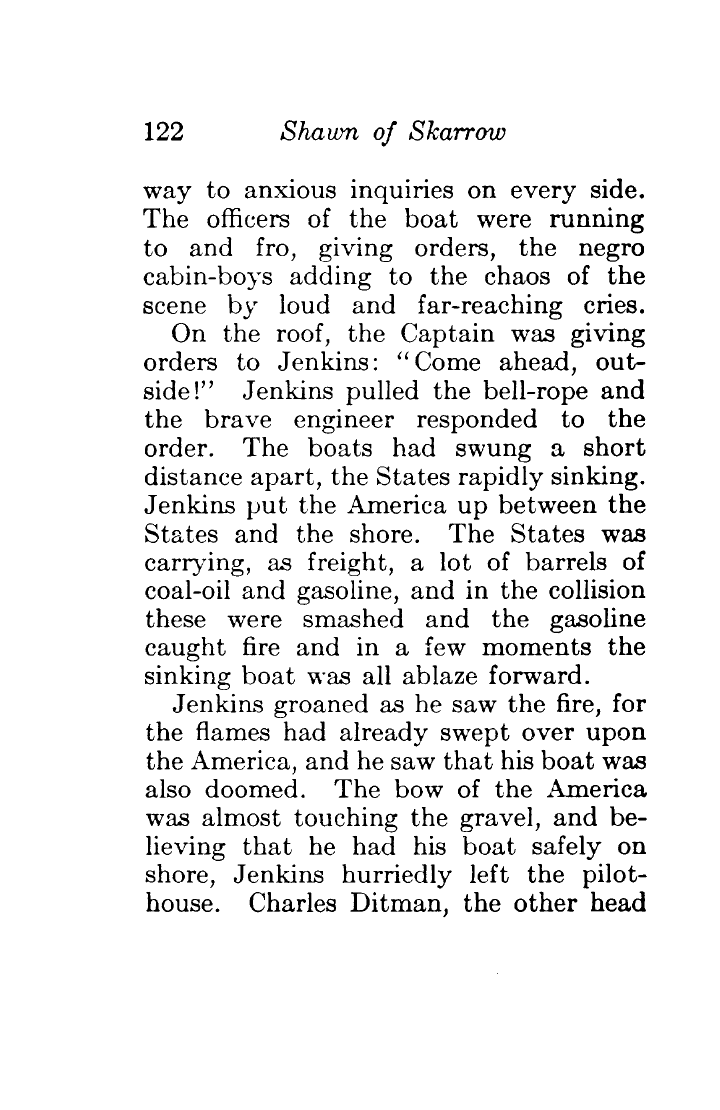 122 Shawn of Skarrow
way to anxious inquiries on every side.
The officers of the boat were running
to and fro, giving orders, the negro
cabin-boys adding to the chaos of the
scene by loud and far-reaching cries.
On the roof, the Captain was giving
orders to Jenkins: “Come ahead, out-
side!” Jenkins pulled the bell-rope and
the brave engineer responded to the
order. The boats had swung a short
distance apart, the States rapidly sinking.
Jenkins put the America up between the
States and the shore. The States was
carrying, as freight, a lot of barrels of
coal-oil and gasoline, and in the collision
these were smashed and the gasoline
caught fire and in a few moments the
sinking boat was all ablaze forward.
Jenkins groaned as he saw the fire, for
the flames had already swept over upon
the America, and he saw that his boat was
also doomed. The bow of the America
was almost touching the gravel, and be-
lieving that he had his boat safely on
shore, Jenkins hurriedly left the pilot-
house. Charles Ditman, the other head